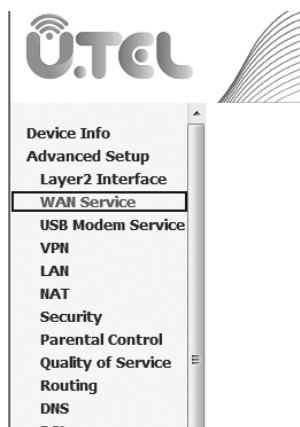 Û.TEL
Device Info
Advanced Setup
Layer2 Interface
WAN Service
USB Modem Service
VPN
LAN
NAT
Security
Parental Control
Quality of Service
Routing
DNS